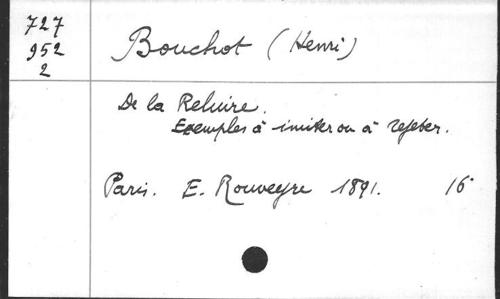 727
952
2
Bouchot (Henri)
De la Reliure.
Exemples à imiter ou à rejeter.
Paris. E. Rouveyre 1891. 16°